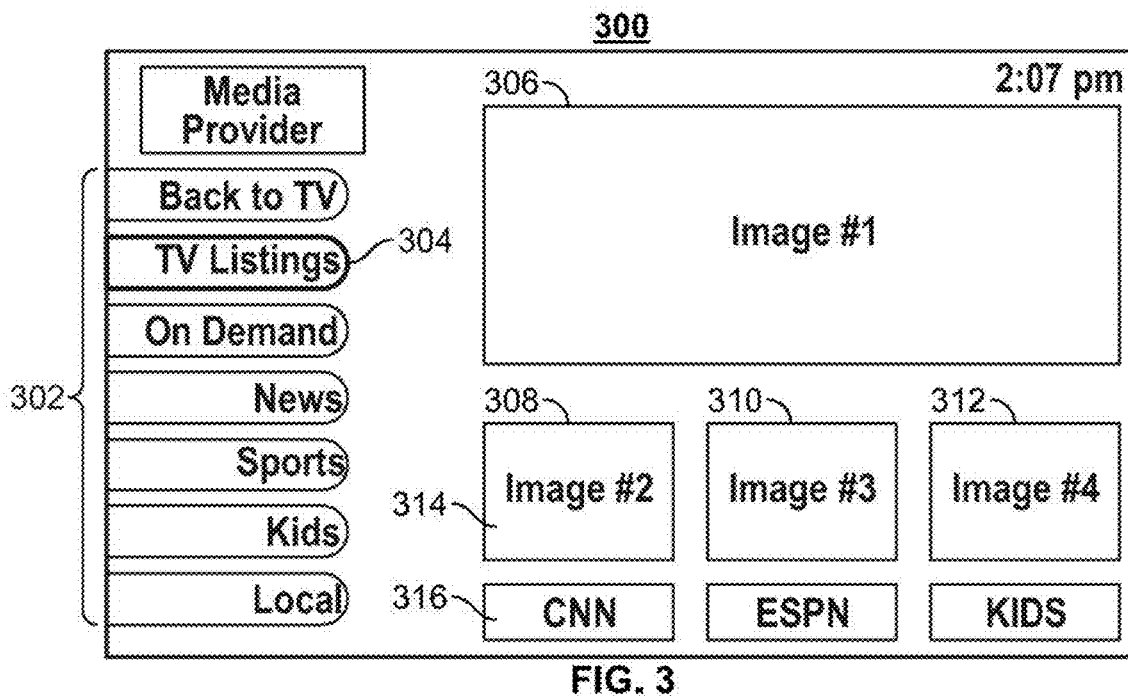 300
2:07 pm
Media
Provider
306
Image #1
Back to TV
TV Listings
304
On Demand
News
Sports
Kids
Local
302
308
310
312
Image #2
Image #3
Image #4
314
316
CNN
ESPN
KIDS
FIG. 3